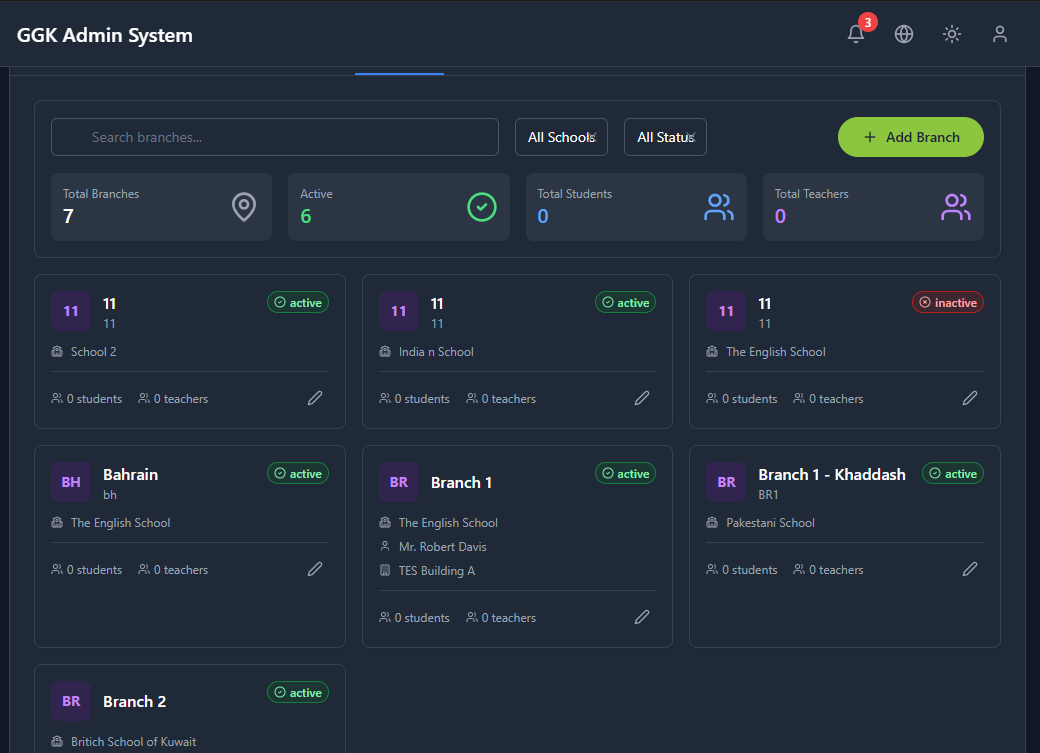 GGK Admin System
3
Search branches...
All Schools
All Status
+ Add Branch
Total Branches
7
Active
6
Total Students
0
Total Teachers
0
11
11
11
active
School 2
0 students
0 teachers
11
11
11
active
India n School
0 students
0 teachers
11
11
11
inactive
The English School
0 students
0 teachers
BH
Bahrain
bh
active
The English School
0 students
0 teachers
BR
Branch 1
active
The English School
Mr. Robert Davis
TES Building A
0 students
0 teachers
BR
Branch 1 - Khaddash
BR1
active
Pakestani School
0 students
0 teachers
BR
Branch 2
active
Britich School of Kuwait